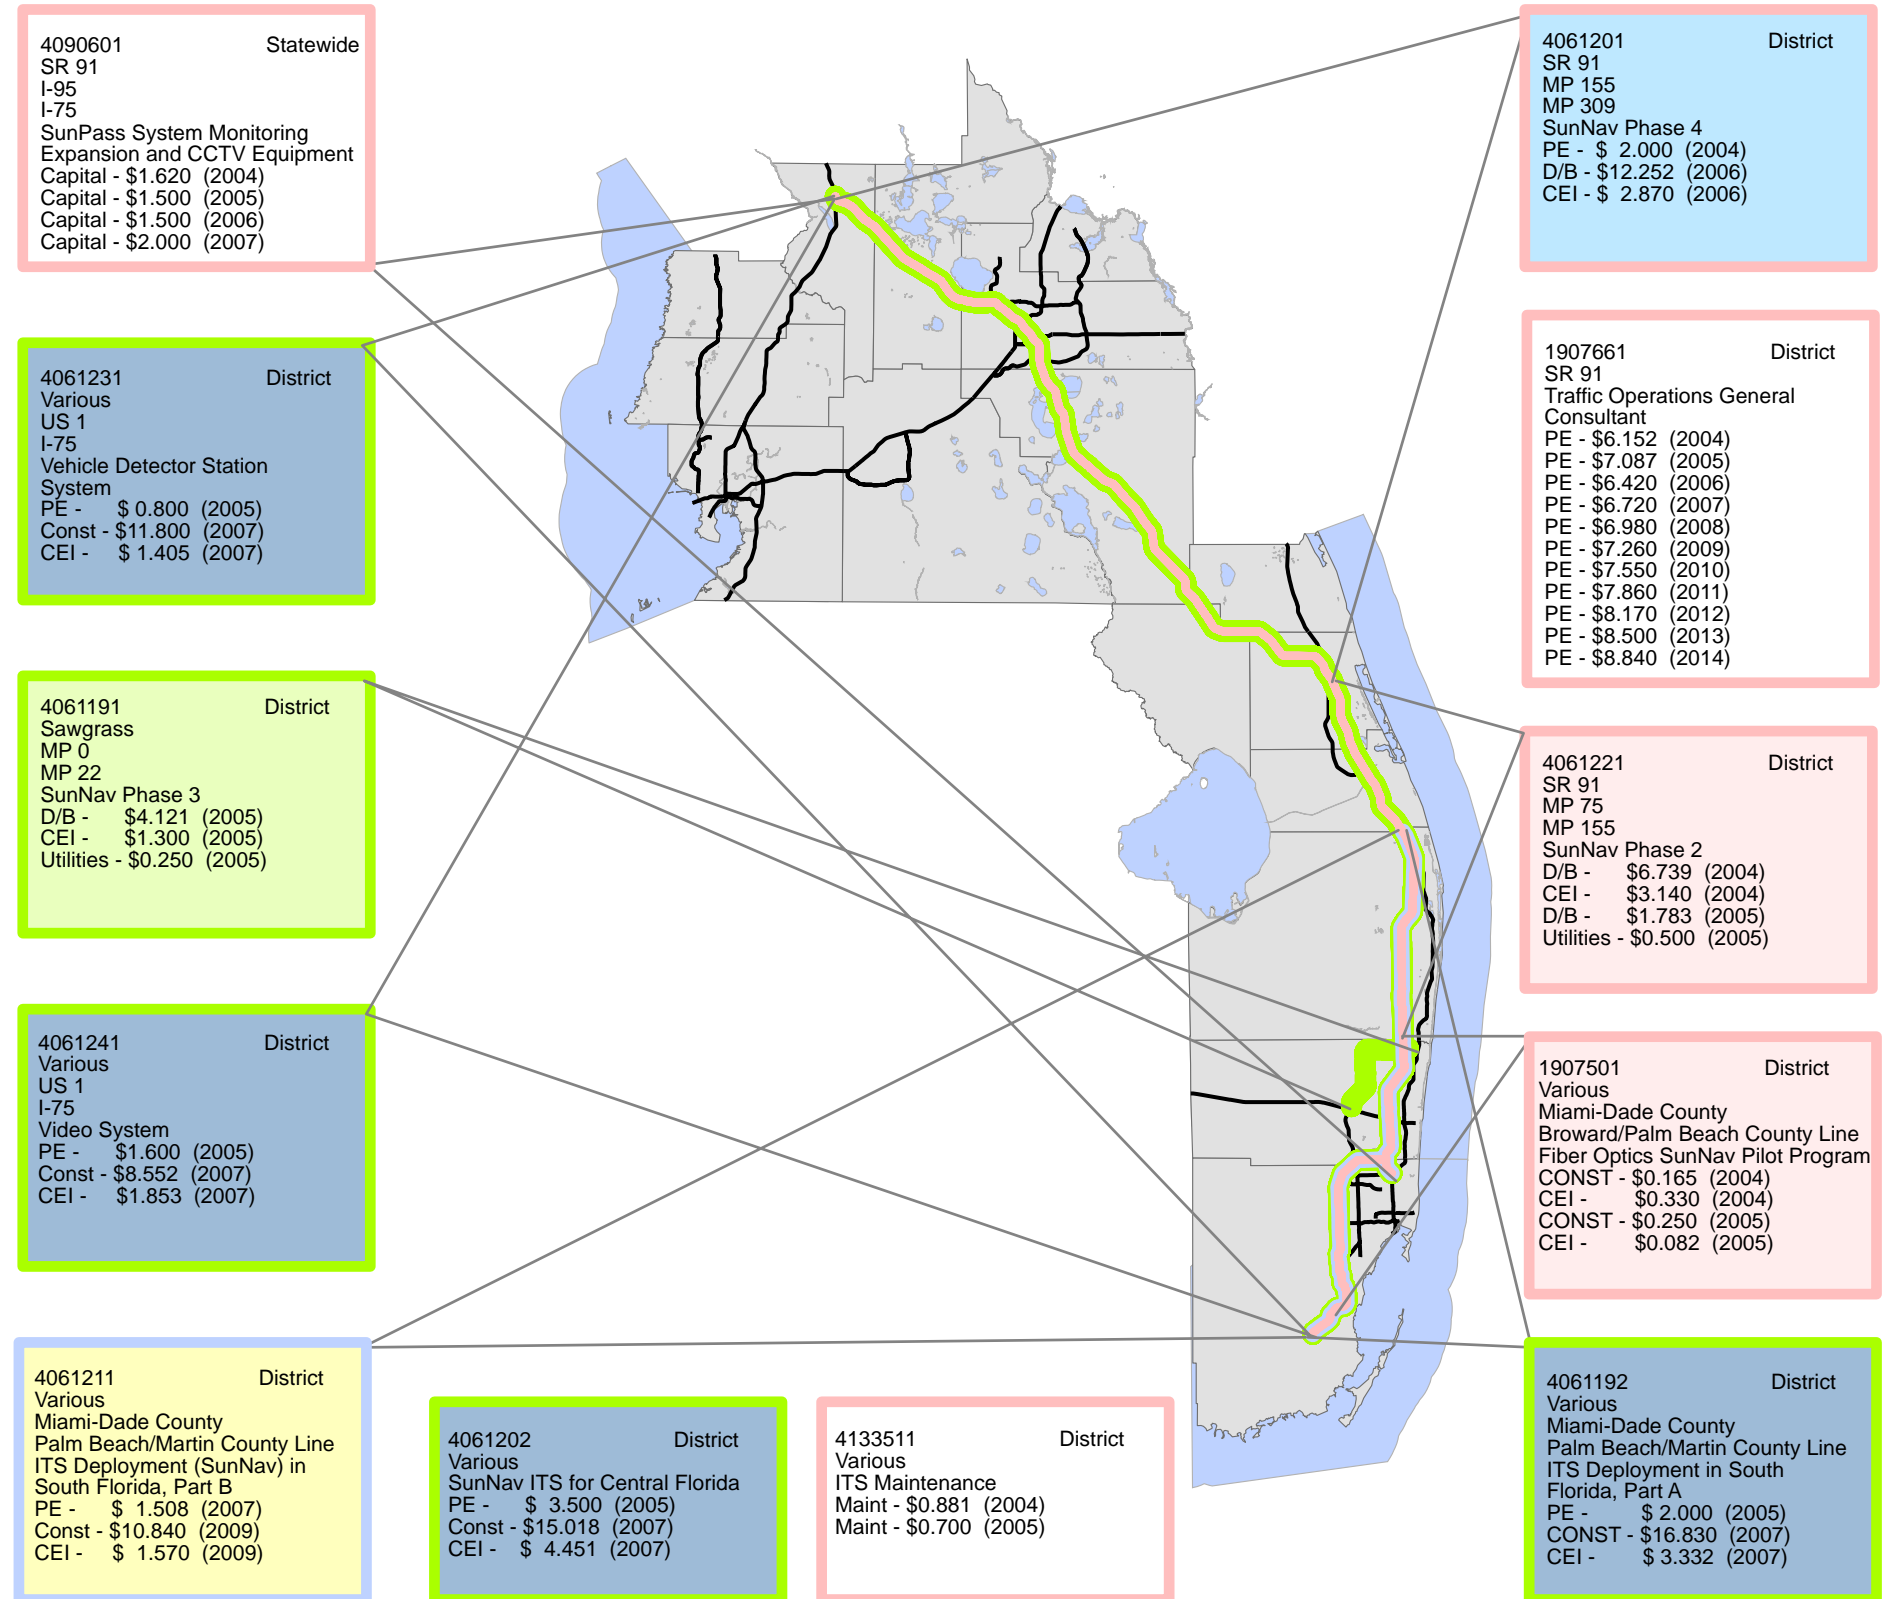 4090601 Statewide
SR 91
I-95
I-75
SunPass System Monitoring
Expansion and CCTV Equipment
Capital - $1.620 (2004)
Capital - $1.500 (2005)
Capital - $1.500 (2006)
Capital - $2.000 (2007)
4061231 District
Various
US 1
I-75
Vehicle Detector Station
System
PE - $ 0.800 (2005)
Const - $11.800 (2007)
CEI - $ 1.405 (2007)
4061191 District
Sawgrass
MP 0
MP 22
SunNav Phase 3
D/B - $4.121 (2005)
CEI - $1.300 (2005)
Utilities - $0.250 (2005)
4061241 District
Various
US 1
I-75
Video System
PE - $1.600 (2005)
Const - $8.552 (2007)
CEI - $1.853 (2007)
4061211 District
Various
Miami-Dade County
Palm Beach/Martin County Line
ITS Deployment (SunNav) in
South Florida, Part B
PE - $ 1.508 (2007)
Const - $10.840 (2009)
CEI - $ 1.570 (2009)
4061202 District
Various
SunNav ITS for Central Florida
PE - $ 3.500 (2005)
Const - $15.018 (2007)
CEI - $ 4.451 (2007)
4133511 District
Various
ITS Maintenance
Maint - $0.881 (2004)
Maint - $0.700 (2005)
4061201 District
SR 91
MP 155
MP 309
SunNav Phase 4
PE - $ 2.000 (2004)
D/B - $12.252 (2006)
CEI - $ 2.870 (2006)
1907661 District
SR 91
Traffic Operations General
Consultant
PE - $6.152 (2004)
PE - $7.087 (2005)
PE - $6.420 (2006)
PE - $6.720 (2007)
PE - $6.980 (2008)
PE - $7.260 (2009)
PE - $7.550 (2010)
PE - $7.860 (2011)
PE - $8.170 (2012)
PE - $8.500 (2013)
PE - $8.840 (2014)
4061221 District
SR 91
MP 75
MP 155
SunNav Phase 2
D/B - $6.739 (2004)
CEI - $3.140 (2004)
D/B - $1.783 (2005)
Utilities - $0.500 (2005)
1907501 District
Various
Miami-Dade County
Broward/Palm Beach County Line
Fiber Optics SunNav Pilot Program
CONST - $0.165 (2004)
CEI - $0.330 (2004)
CONST - $0.250 (2005)
CEI - $0.082 (2005)
4061192 District
Various
Miami-Dade County
Palm Beach/Martin County Line
ITS Deployment in South
Florida, Part A
PE - $ 2.000 (2005)
CONST - $16.830 (2007)
CEI - $ 3.332 (2007)